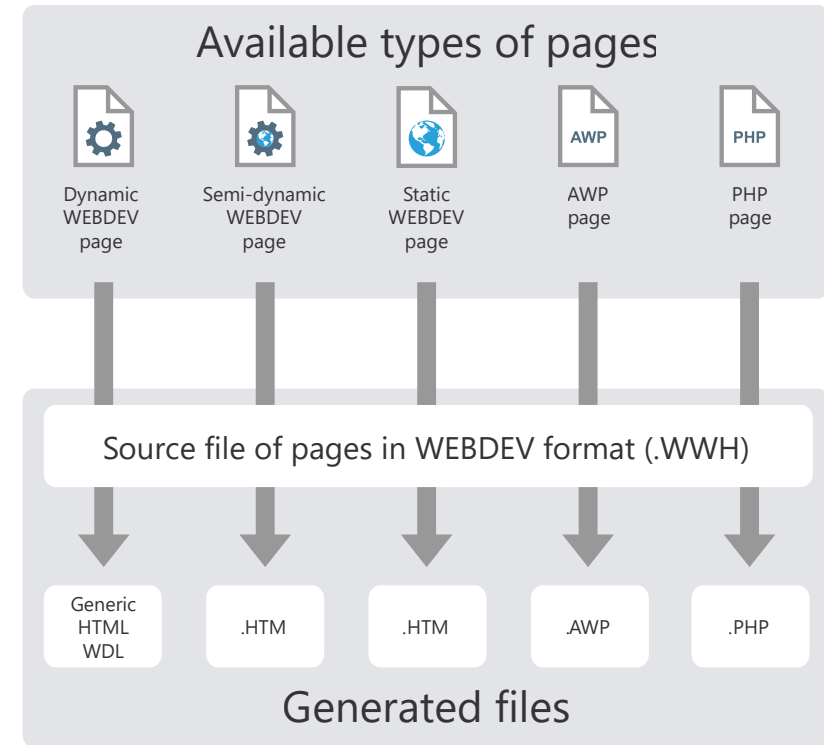 Available types of pages
AWP
PHP
Dynamic
WEBDEV
page
Semi-dynamic
WEBDEV
page
Static
WEBDEV
page
AWP
page
PHP
page
Source file of pages in WEBDEV format (.WWH)
Generic
HTML
WDL
.HTM
.HTM
.AWP
.PHP
Generated files